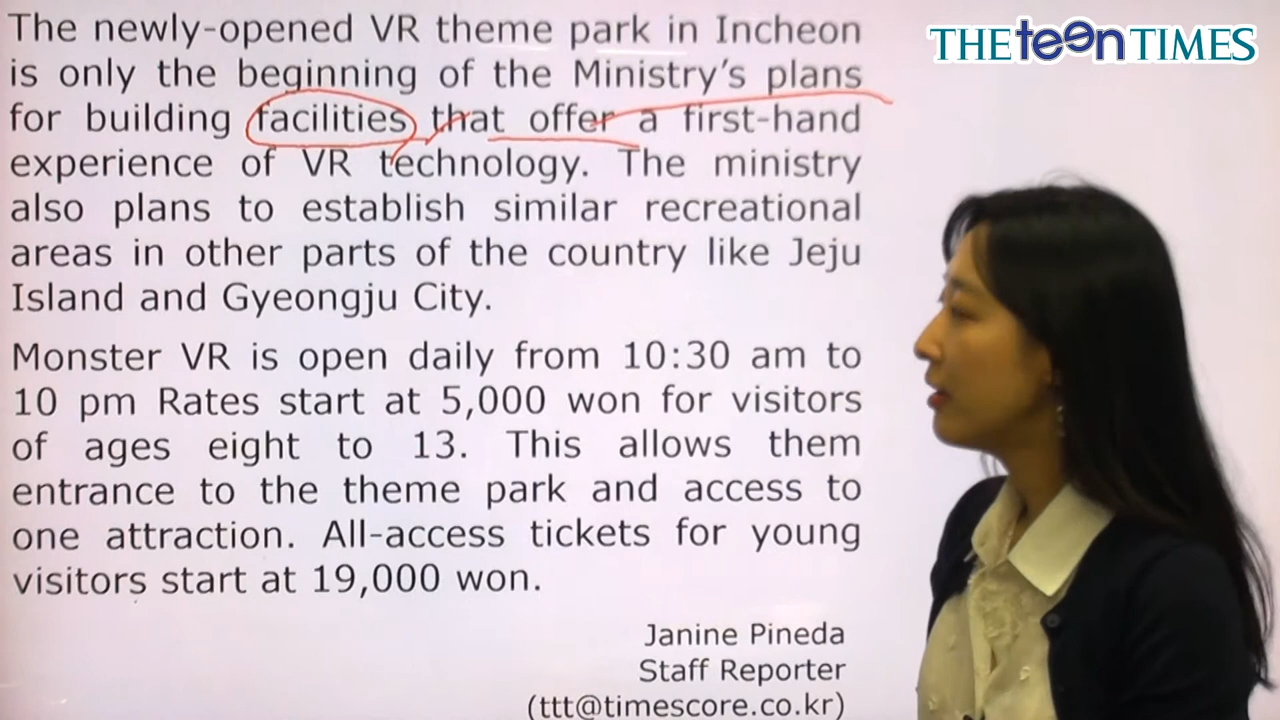 THE teen TIMES
The newly-opened VR theme park in Incheon
is only the beginning of the Ministry's plans
for building facilities that offer a first-hand
experience of VR technology. The ministry
also plans to establish similar recreational
areas in other parts of the country like Jeju
Island and Gyeongju City.
Monster VR is open daily from 10:30 am to
10 pm Rates start at 5,000 won for visitors
of ages eight to 13. This allows them
entrance to the theme park and access to
one attraction. All-access tickets for young
visitors start at 19,000 won.
Janine Pineda
Staff Reporter
(ttt@timescore.co.kr)